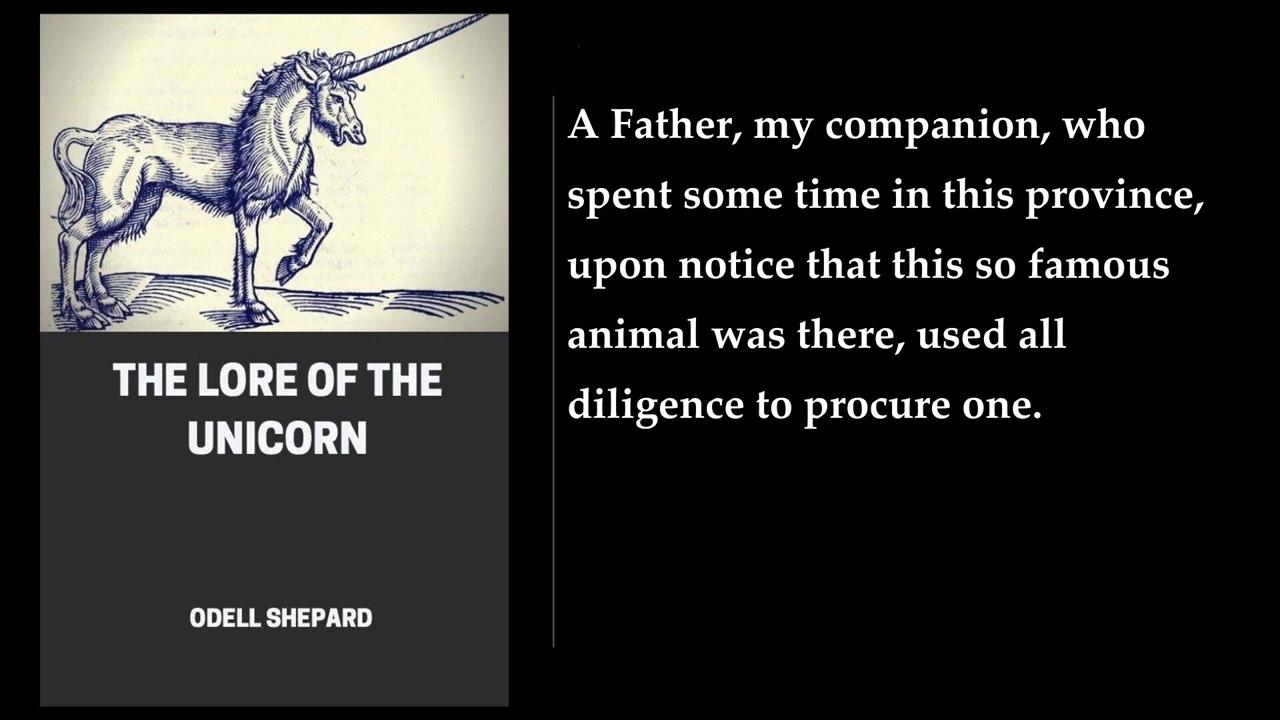 THE LORE OF THE
UNICORN
ODELL SHEPARD
A Father, my companion, who
spent some time in this province,
upon notice that this so famous
animal was there, used all
diligence to procure one.